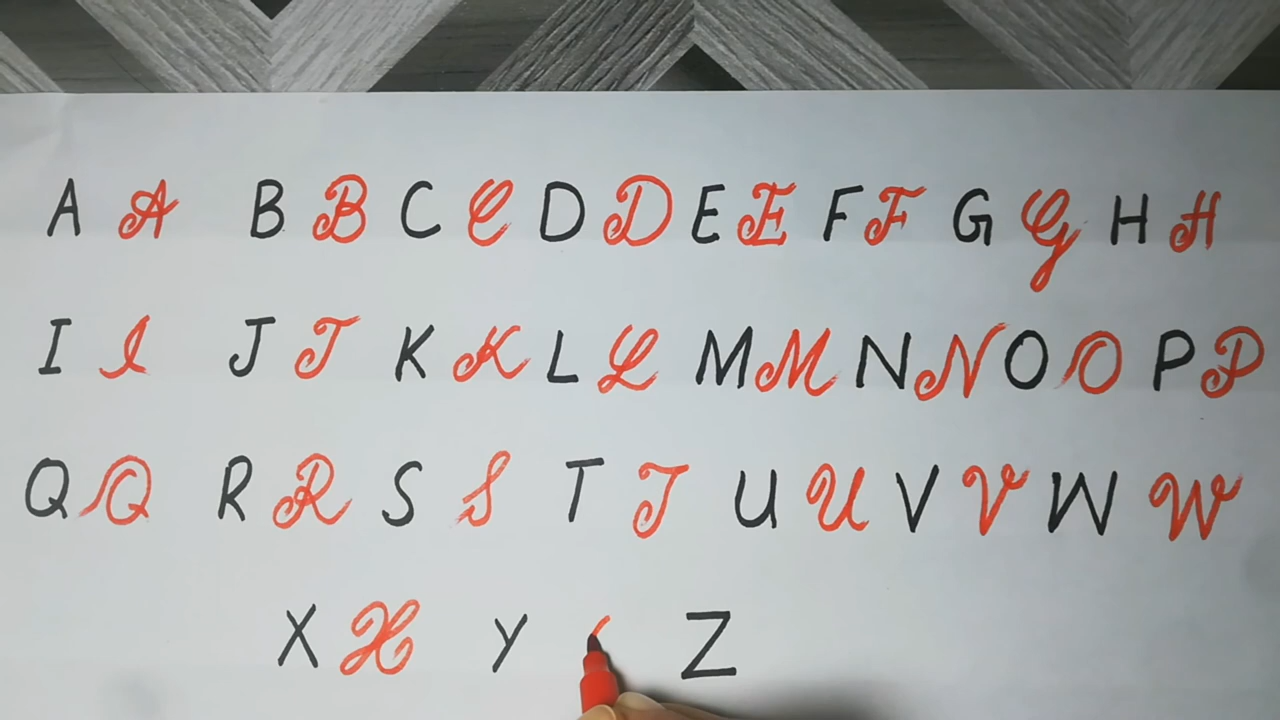 A A B B C C D D E E F F G G H H
I I J J K K L L M M N N O O P P
Q Q R R S S T T U U V V W W
X X Y Z